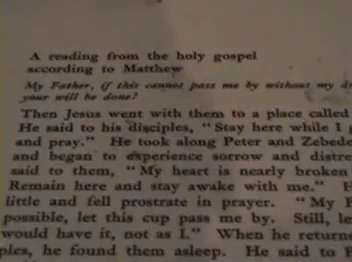 A reading from the holy gospel
according to Matthew
My Father, if this cannot pass me by without my
your will be done!
Then Jesus went with them to a place called
He said to his disciples, "Stay here while I
and pray." He took along Peter and Zebede
and began to experience sorrow and distre
said to them, "My heart is nearly broken
Remain here and stay awake with me." H
little and fell prostrate in prayer. "My F
possible, let this cup pass me by. Still, le
would have it, not as I." When he returne
ples, he found them asleep. He said to P